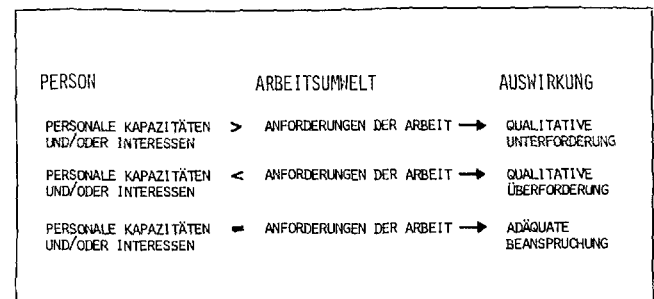 PERSON ARBEITSUMWELT AUSWIRKUNG
PERSONALE KAPAZITÄTEN > ANFORDERUNGEN DER ARBEIT → QUALITATIVE
UND/ODER INTERESSEN UNTERFORDERUNG
PERSONALE KAPAZITÄTEN < ANFORDERUNGEN DER ARBEIT → QUALITATIVE
UND/ODER INTERESSEN ÜBERFORDERUNG
PERSONALE KAPAZITÄTEN = ANFORDERUNGEN DER ARBEIT → ADÄQUATE
UND/ODER INTERESSEN BEANSPRUCHUNG